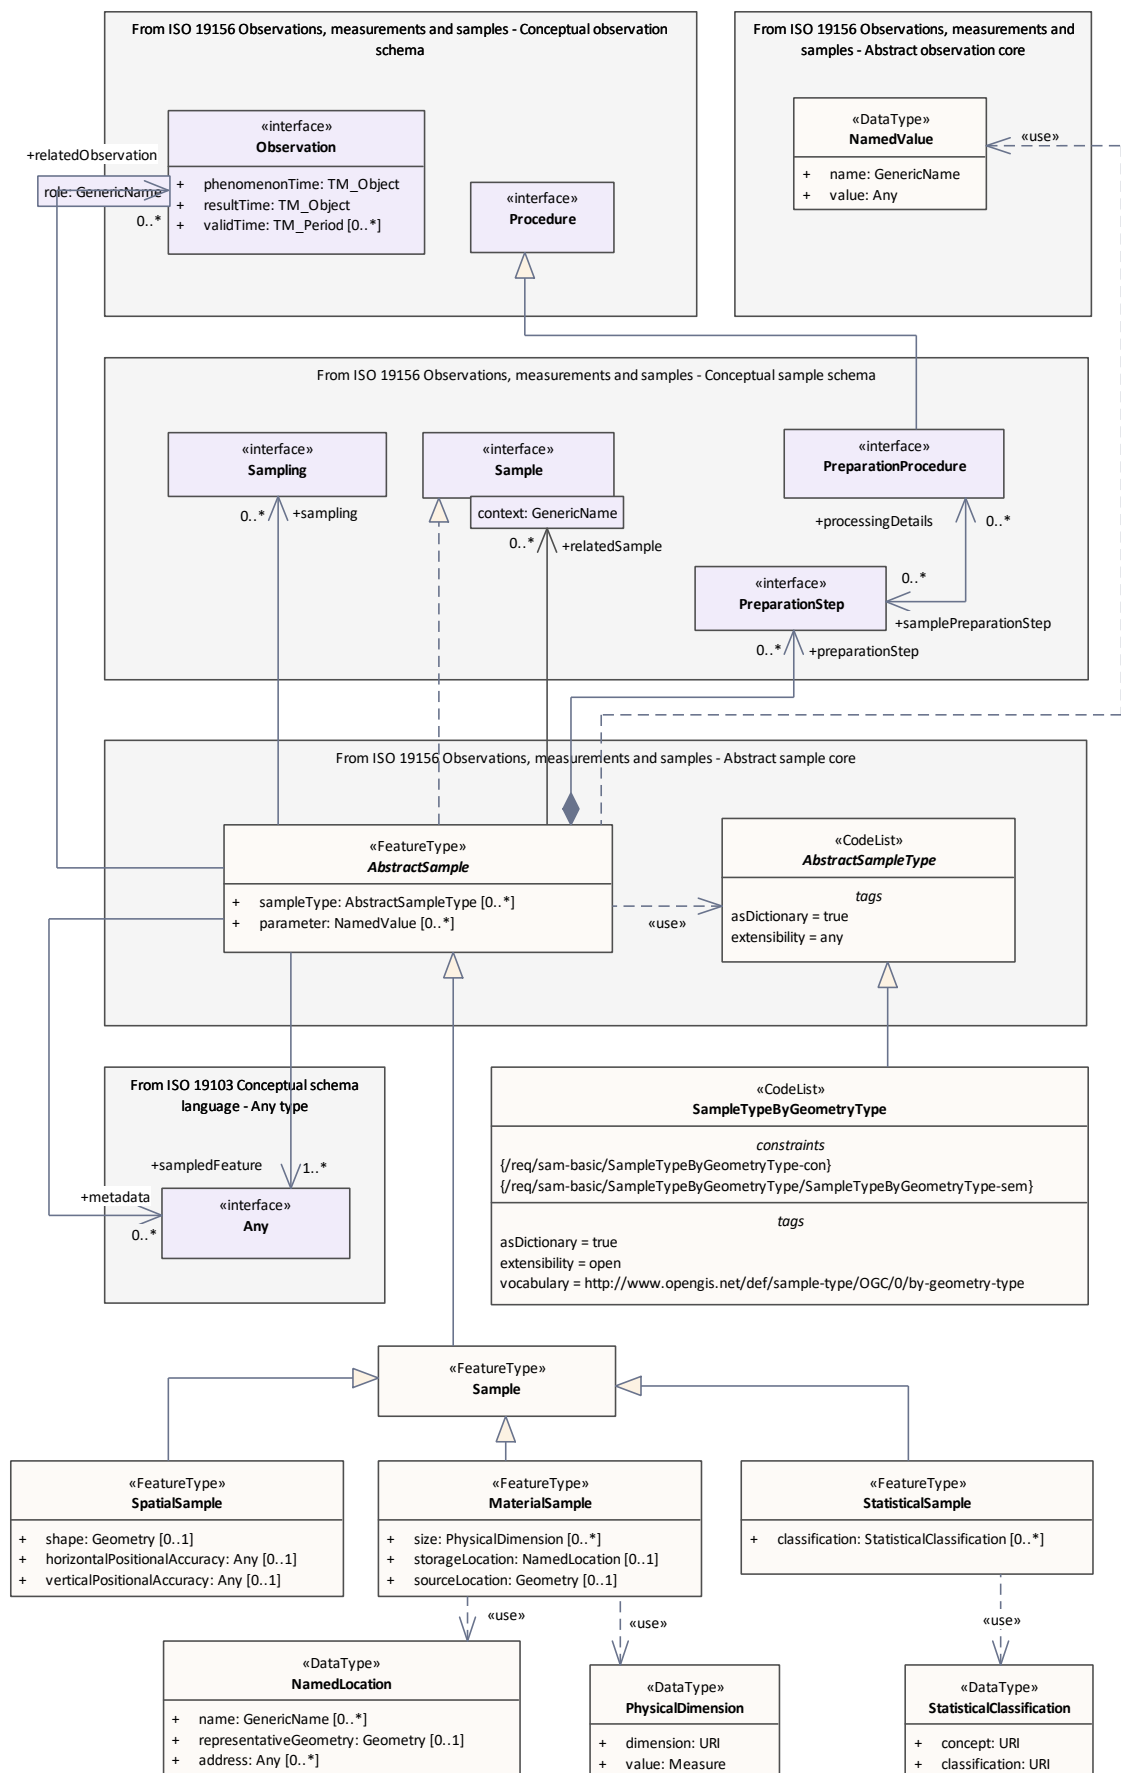 From ISO 19156 Observations, measurements and samples - Conceptual observation
schema
«interface»
Observation
+ phenomenonTime: TM_Object
+ resultTime: TM_Object
+ validTime: TM_Period [0..*]
+relatedObservation
role: GenericName
0..*
«interface»
Procedure
From ISO 19156 Observations, measurements and
samples - Abstract observation core
«DataType»
NamedValue
+ name: GenericName
+ value: Any
«use»
From ISO 19156 Observations, measurements and samples - Conceptual sample schema
«interface»
Sampling
0..*
+sampling
«interface»
Sample
context: GenericName
0..*
+relatedSample
«interface»
PreparationProcedure
+processingDetails
0..*
«interface»
PreparationStep
0..*
+samplePreparationStep
0..*
+preparationStep
From ISO 19156 Observations, measurements and samples - Abstract sample core
«FeatureType»
AbstractSample
+ sampleType: AbstractSampleType [0..*]
+ parameter: NamedValue [0..*]
«use»
«CodeList»
AbstractSampleType
tags
asDictionary = true
extensibility = any
From ISO 19103 Conceptual schema
language - Any type
+sampledFeature
1..*
+metadata
0..*
«interface»
Any
«CodeList»
SampleTypeByGeometryType
constraints
{/req/sam-basic/SampleTypeByGeometryType-con}
{/req/sam-basic/SampleTypeByGeometryType/SampleTypeByGeometryType-sem}
tags
asDictionary = true
extensibility = open
vocabulary = http://www.opengis.net/def/sample-type/OGC/0/by-geometry-type
«FeatureType»
Sample
«FeatureType»
SpatialSample
+ shape: Geometry [0..1]
+ horizontalPositionalAccuracy: Any [0..1]
+ verticalPositionalAccuracy: Any [0..1]
«FeatureType»
MaterialSample
+ size: PhysicalDimension [0..*]
+ storageLocation: NamedLocation [0..1]
+ sourceLocation: Geometry [0..1]
«FeatureType»
StatisticalSample
+ classification: StatisticalClassification [0..*]
«use»
«use»
«use»
«DataType»
NamedLocation
+ name: GenericName [0..*]
+ representativeGeometry: Geometry [0..1]
+ address: Any [0..*]
«DataType»
PhysicalDimension
+ dimension: URI
+ value: Measure
«DataType»
StatisticalClassification
+ concept: URI
+ classification: URI